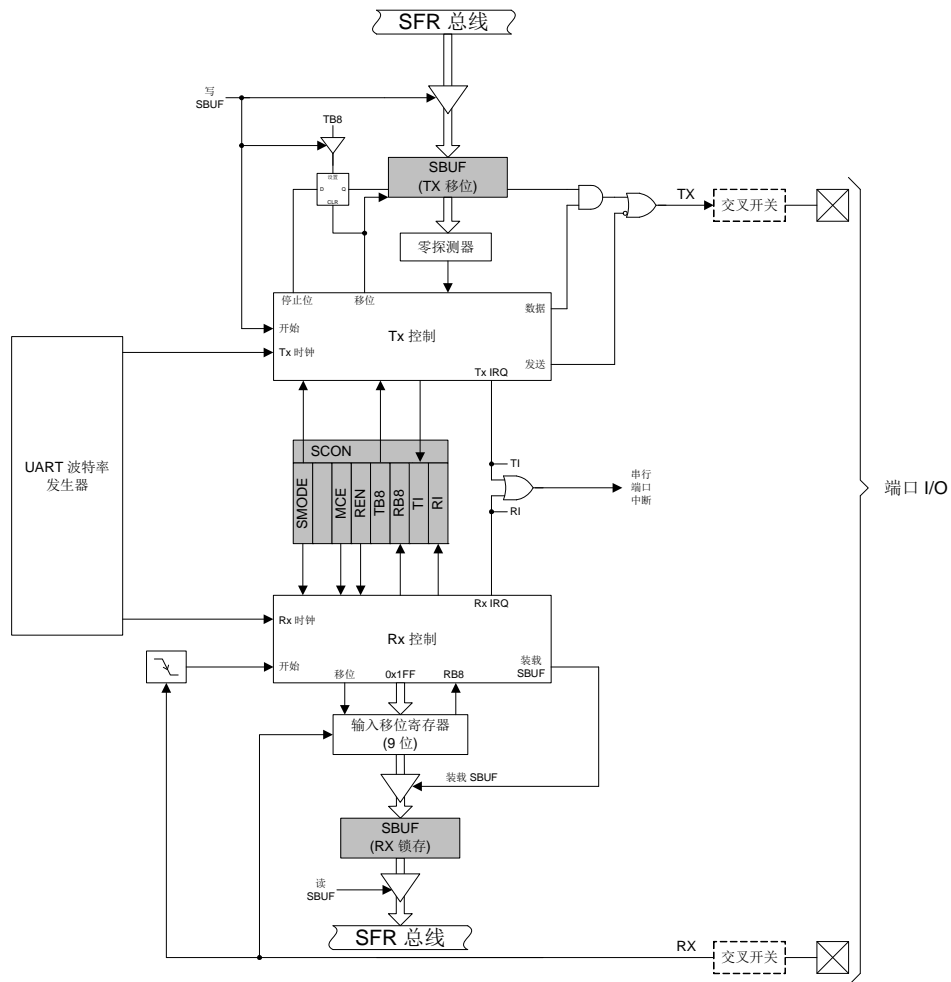 SFR 总线
写
SBUF
TB8
设置
D
Q
CLR
SBUF
(TX 移位)
TX
交叉开关
零探测器
停止位
移位
数据
开始
Tx 控制
Tx 时钟
发送
Tx IRQ
UART 波特率
发生器
SCON
SMODE
MCE
REN
TB8
RB8
TI
RI
TI
RI
串行
端口
中断
端口 I/O
Rx IRQ
Rx 时钟
Rx 控制
开始
装载
SBUF
移位
0x1FF
RB8
输入移位寄存器
(9 位)
装载 SBUF
SBUF
(RX 锁存)
读
SBUF
SFR 总线
RX
交叉开关